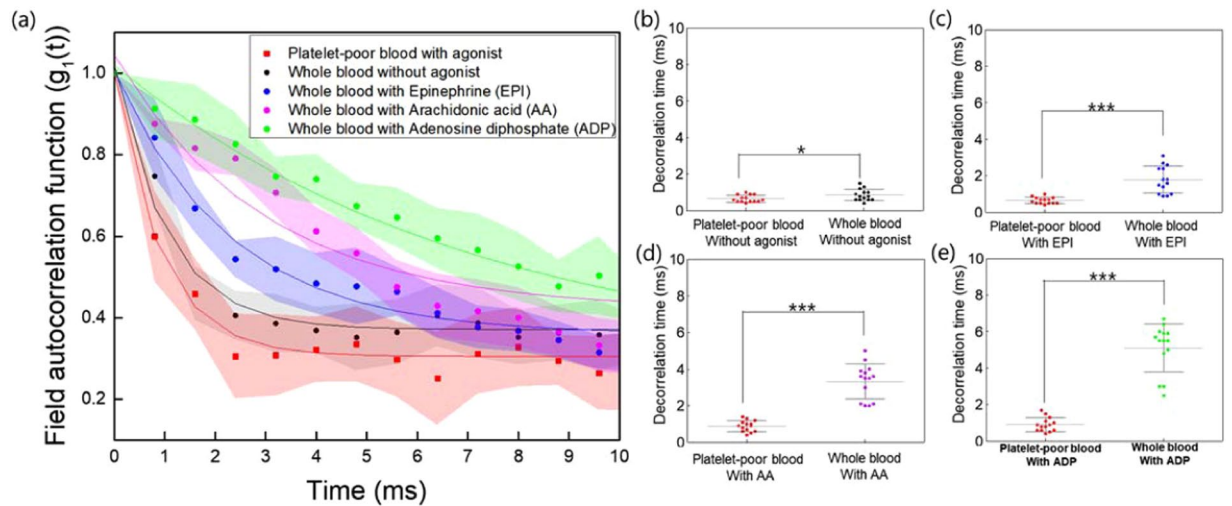 (a)
Field autocorrelation function (g1(t))
1.0
0.8
0.6
0.4
0.2
Platelet-poor blood with agonist
Whole blood without agonist
Whole blood with Epinephrine (EPI)
Whole blood with Arachidonic acid (AA)
Whole blood with Adenosine diphosphate (ADP)
0 1 2 3 4 5 6 7 8 9 10
Time (ms)
(b)
Decorrelation time (ms)
10
8
6
4
2
0
*
Platelet-poor blood Whole blood
Without agonist Without agonist
(c)
Decorrelation time (ms)
10
8
6
4
2
0
***
Platelet-poor blood Whole blood
With EPI With EPI
(d)
Decorrelation time (ms)
10
8
6
4
2
0
***
Platelet-poor blood Whole blood
With AA With AA
(e)
Decorrelation time (ms)
10
8
6
4
2
0
***
Platelet-poor blood Whole blood
With ADP With ADP